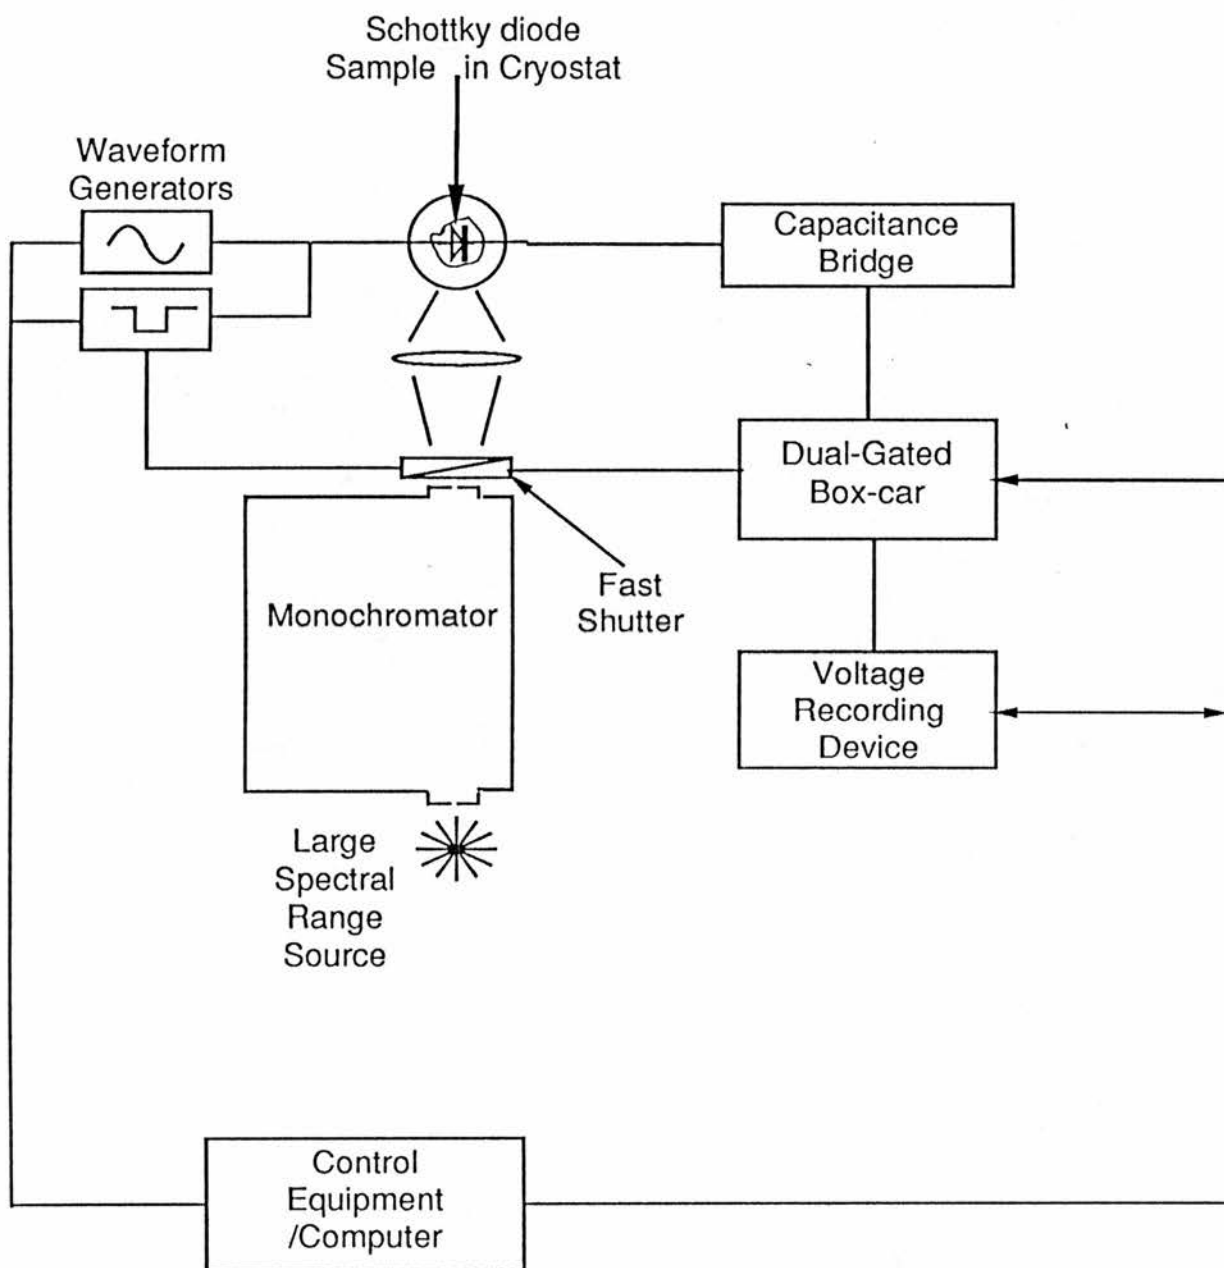 Schottky diode
Sample in Cryostat
Waveform
Generators
Capacitance
Bridge
Dual-Gated
Box-car
Fast
Shutter
Monochromator
Voltage
Recording
Device
Large
Spectral
Range
Source
Control
Equipment
/Computer